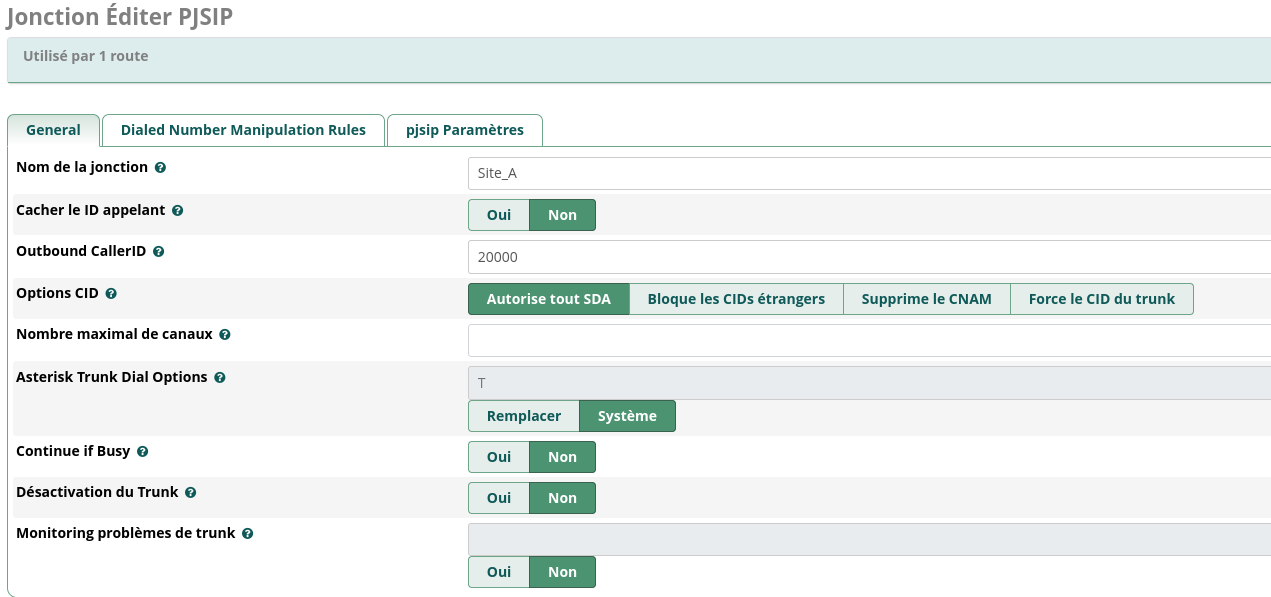 Jonction Éditer PJSIP
Utilisé par 1 route
General Dialed Number Manipulation Rules pjsip Paramètres
Nom de la jonction ? Site_A
Cacher le ID appelant ? Oui Non
Outbound CallerID ? 20000
Options CID ? Autorise tout SDA Bloque les CIDs étrangers Supprime le CNAM Force le CID du trunk
Nombre maximal de canaux ?
Asterisk Trunk Dial Options ? T
Remplacer Système
Continue if Busy ? Oui Non
Désactivation du Trunk ? Oui Non
Monitoring problèmes de trunk ?
Oui Non